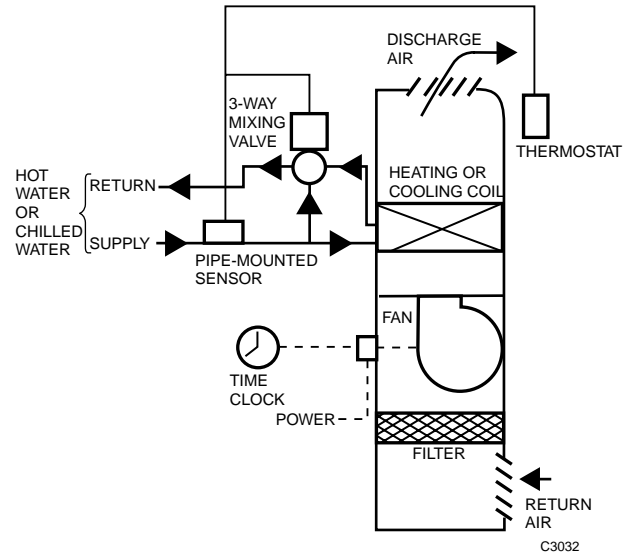 DISCHARGE
AIR
3-WAY
MIXING
VALVE
THERMOSTAT
HOT
WATER
OR
CHILLED
WATER
RETURN
SUPPLY
HEATING OR
COOLING COIL
PIPE-MOUNTED
SENSOR
FAN
TIME
CLOCK
POWER
FILTER
RETURN
AIR
C3032